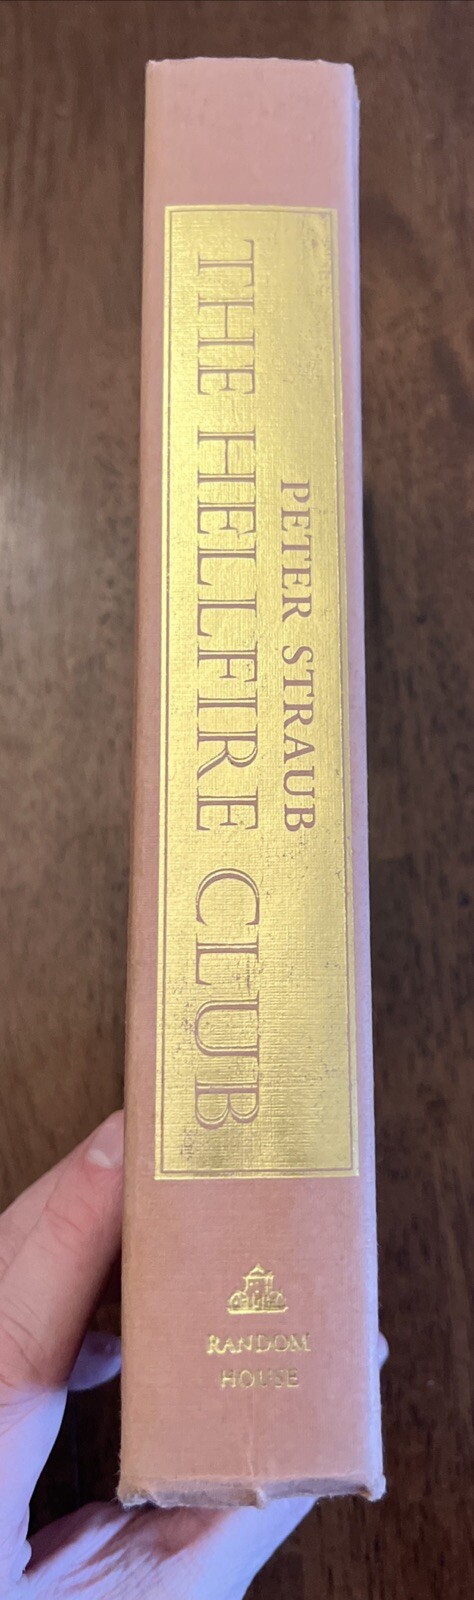 PETER STRAUB
THE HELLFIRE CLUB
RANDOM
HOUSE